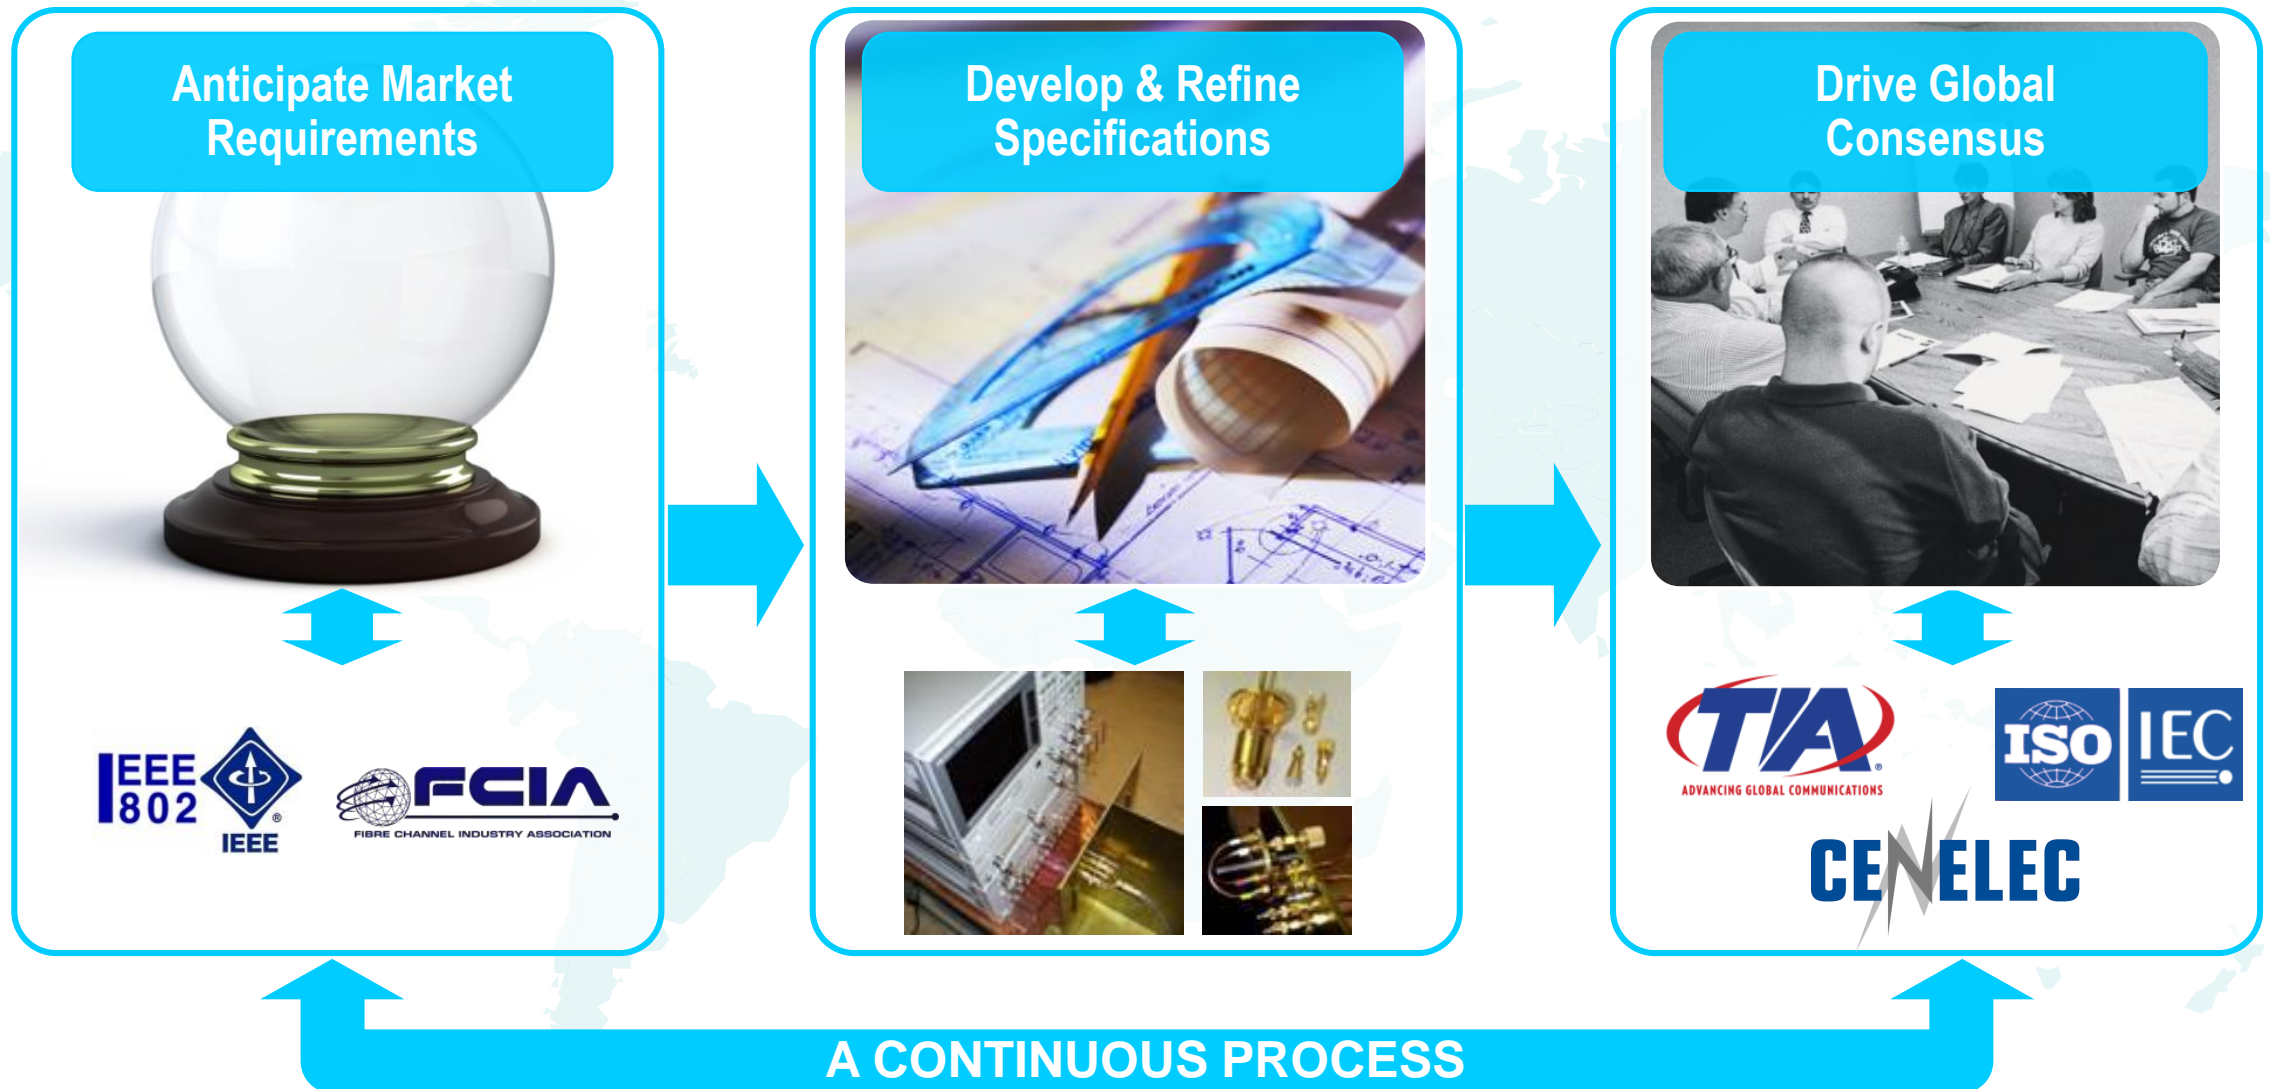 Anticipate Market
Requirements
Develop & Refine
Specifications
Drive Global
Consensus
IEEE
802
IEEE
®
FCIA
FIBRE CHANNEL INDUSTRY ASSOCIATION
TIA
®
ADVANCING GLOBAL COMMUNICATIONS
ISO
IEC
CENELEC
A CONTINUOUS PROCESS